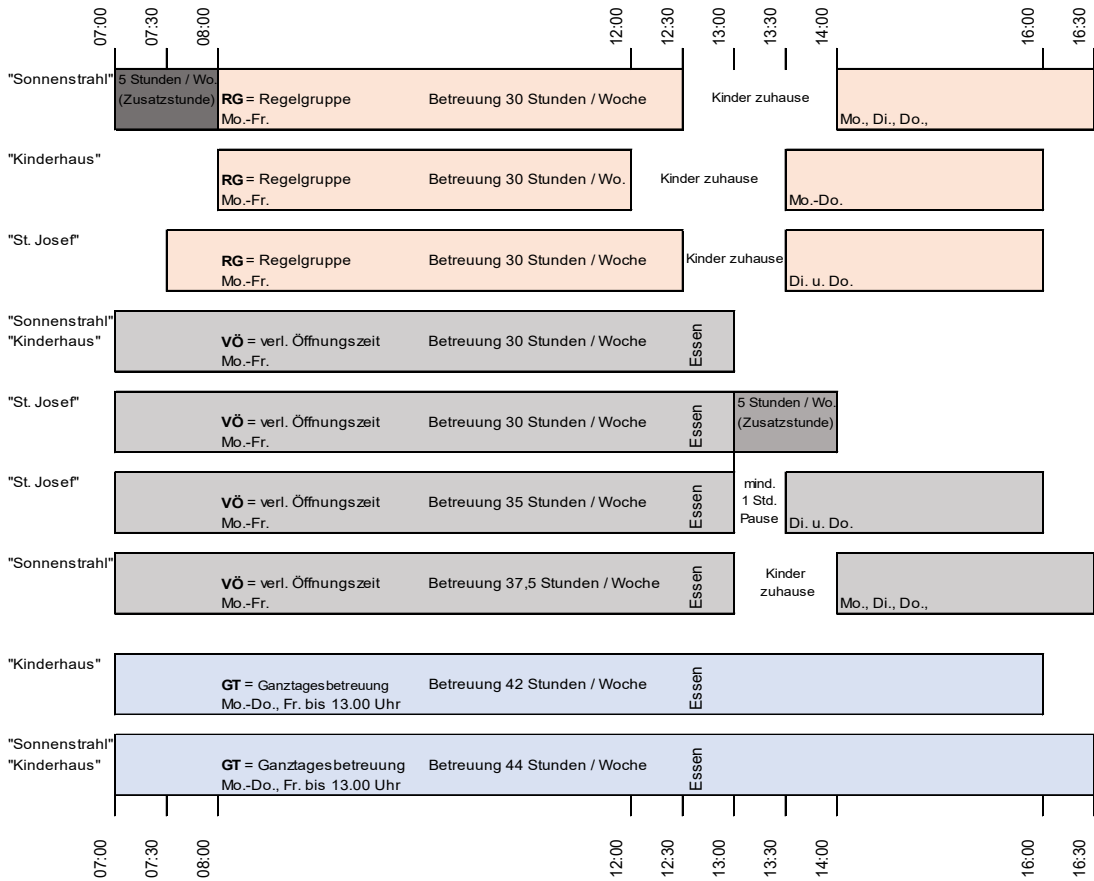 07:00 07:30 08:00 12:00 12:30 13:00 13:30 14:00 16:00 16:30
"Sonnenstrahl"
5 Stunden / Wo.
(Zusatzstunde)
RG = Regelgruppe Betreuung 30 Stunden / Woche
Mo.-Fr.
Kinder zuhause
Mo., Di., Do.,
"Kinderhaus"
RG = Regelgruppe Betreuung 30 Stunden / Wo.
Mo.-Fr.
Kinder zuhause
Mo.-Do.
"St. Josef"
RG = Regelgruppe Betreuung 30 Stunden / Woche
Mo.-Fr.
Kinder zuhause
Di. u. Do.
"Sonnenstrahl"
"Kinderhaus"
VÖ = verl. Öffnungszeit Betreuung 30 Stunden / Woche
Mo.-Fr.
Essen
"St. Josef"
VÖ = verl. Öffnungszeit Betreuung 30 Stunden / Woche
Mo.-Fr.
Essen
5 Stunden / Wo.
(Zusatzstunde)
"St. Josef"
VÖ = verl. Öffnungszeit Betreuung 35 Stunden / Woche
Mo.-Fr.
Essen
mind.
1 Std.
Pause
Di. u. Do.
"Sonnenstrahl"
VÖ = verl. Öffnungszeit Betreuung 37,5 Stunden / Woche
Mo.-Fr.
Essen
Kinder
zuhause
Mo., Di., Do.,
"Kinderhaus"
GT = Ganztagesbetreuung Betreuung 42 Stunden / Woche
Mo.-Do., Fr. bis 13.00 Uhr
Essen
"Sonnenstrahl"
"Kinderhaus"
GT = Ganztagesbetreuung Betreuung 44 Stunden / Woche
Mo.-Do., Fr. bis 13.00 Uhr
Essen
07:00 07:30 08:00 12:00 12:30 13:00 13:30 14:00 16:00 16:30